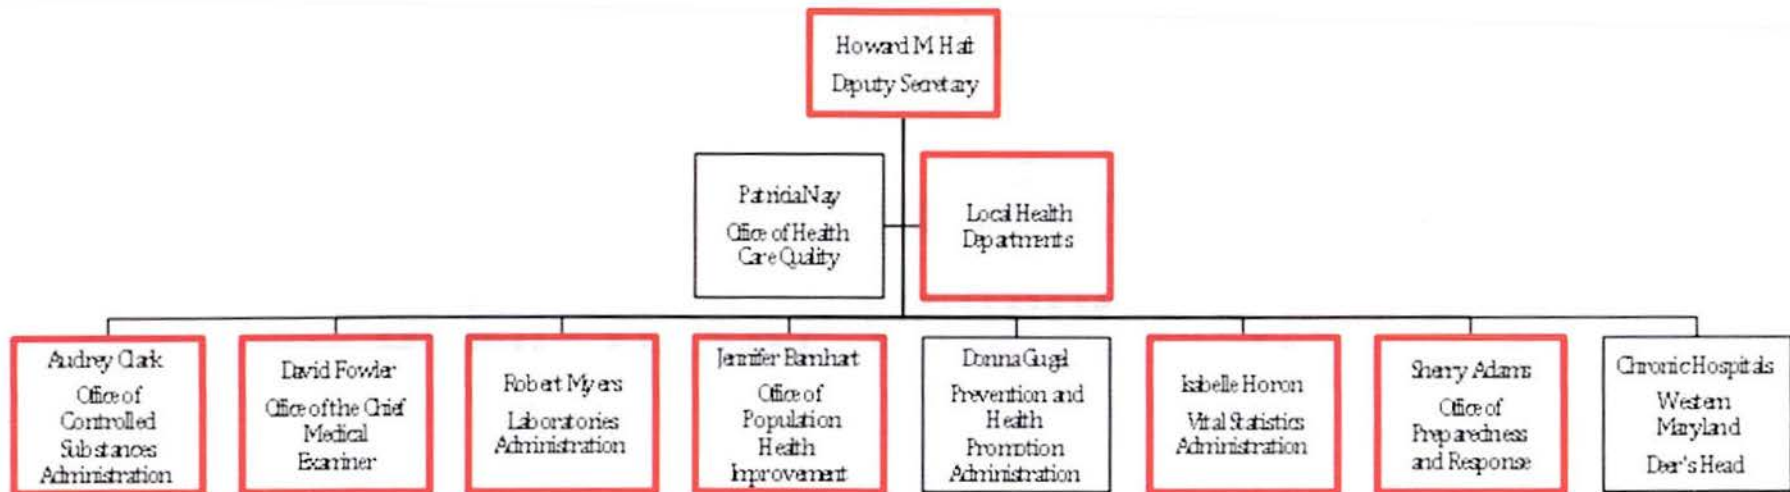 Howard M. Haft
Deputy Secretary
Patricia Nay
Office of Health
Care Quality
Local Health
Departments
Audrey Clark
Office of
Controlled
Substances
Administration
David Fowler
Office of the Chief
Medical
Examiner
Robert Myers
Laboratories
Administration
Jennifer Barnhart
Office of
Population
Health
Improvement
Donna Gugel
Prevention and
Health
Promotion
Administration
Isabelle Horon
Vital Statistics
Administration
Sherry Adams
Office of
Preparedness
and Response
Chronic Hospitals
Western
Maryland
Deer's Head